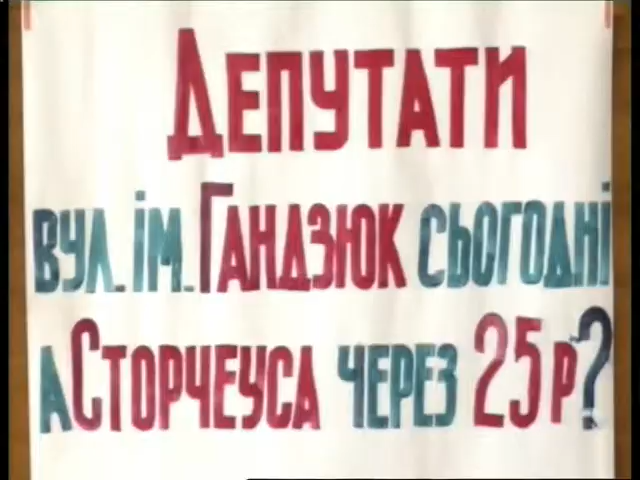 ДЕПУТАТИ
ВУЛ. ІМ. ГАНДЗЮК СЬОГОДНІ
А СТОРЧЕУСА ЧЕРЕЗ 25 Р?